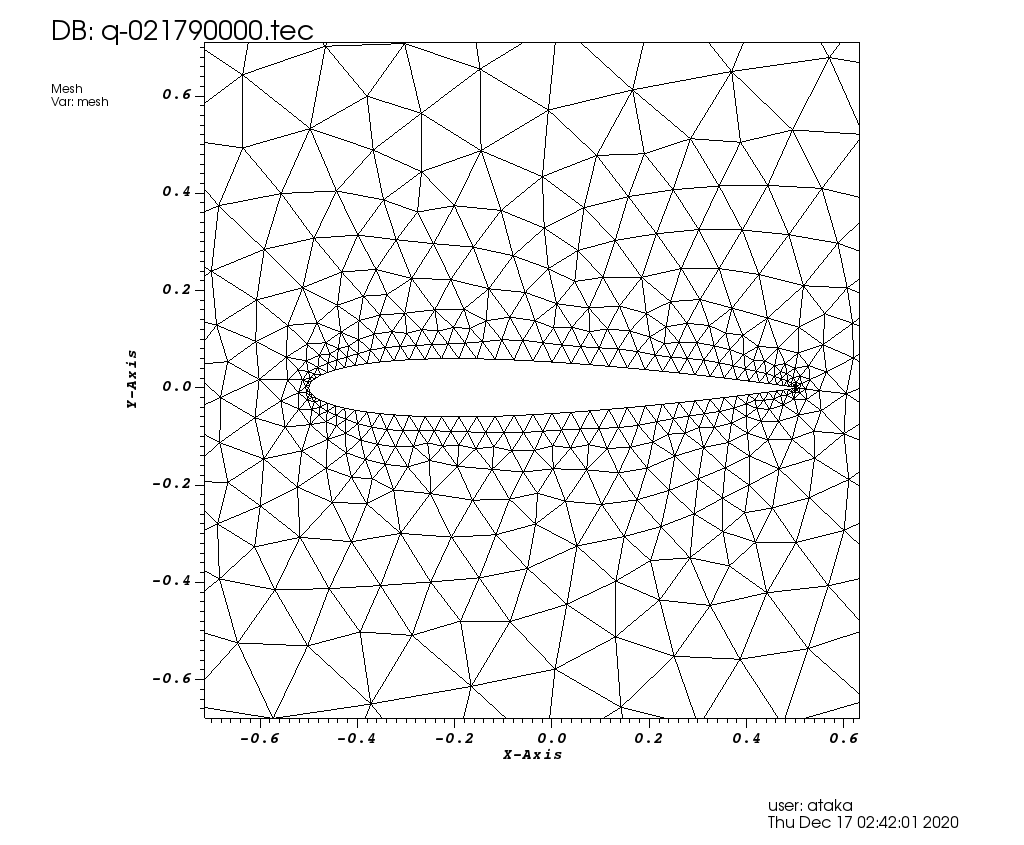 DB: q-021790000.tec
Mesh
Var: mesh
0.6
0.4
0.2
0.0
-0.2
-0.4
-0.6
Y-Axis
-0.6 -0.4 -0.2 0.0 0.2 0.4 0.6
X-Axis
user: ataka
Thu Dec 17 02:42:01 2020